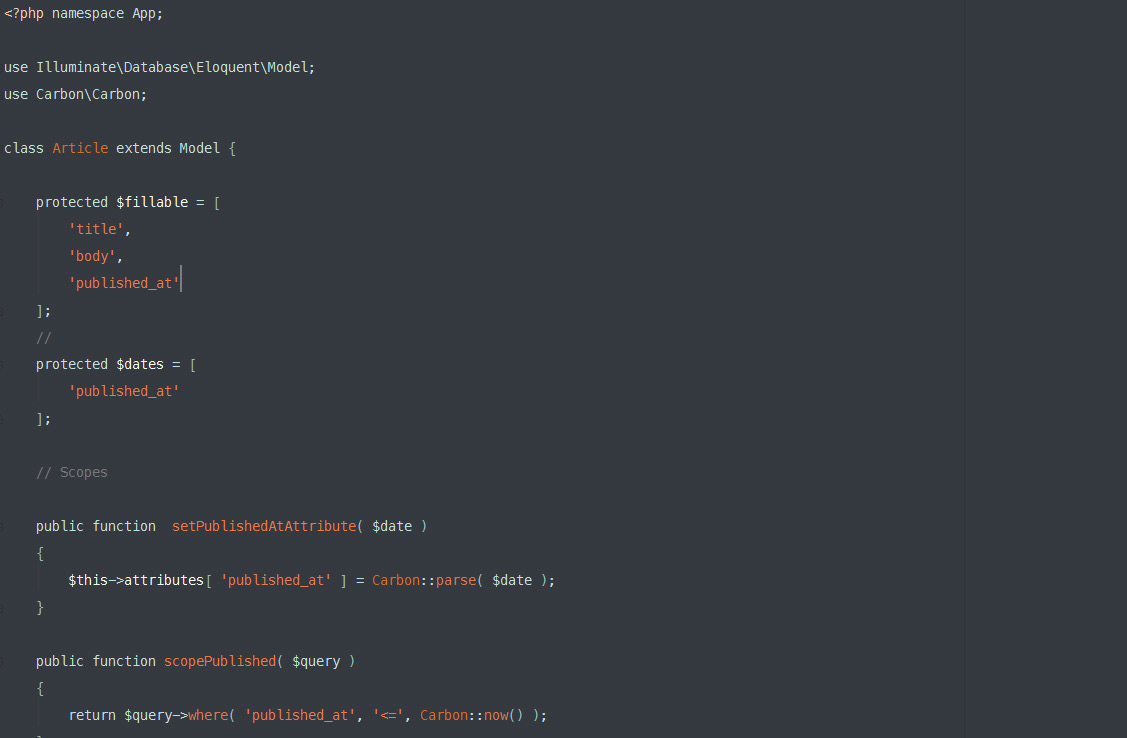 <?php namespace App;
use Illuminate\Database\Eloquent\Model;
use Carbon\Carbon;
class Article extends Model {
protected $fillable = [
'title',
'body',
'published_at'
];
//
protected $dates = [
'published_at'
];
// Scopes
public function  setPublishedAtAttribute( $date )
{
$this->attributes[ 'published_at' ] = Carbon::parse( $date );
}
public function scopePublished( $query )
{
return $query->where( 'published_at', '<=', Carbon::now() );